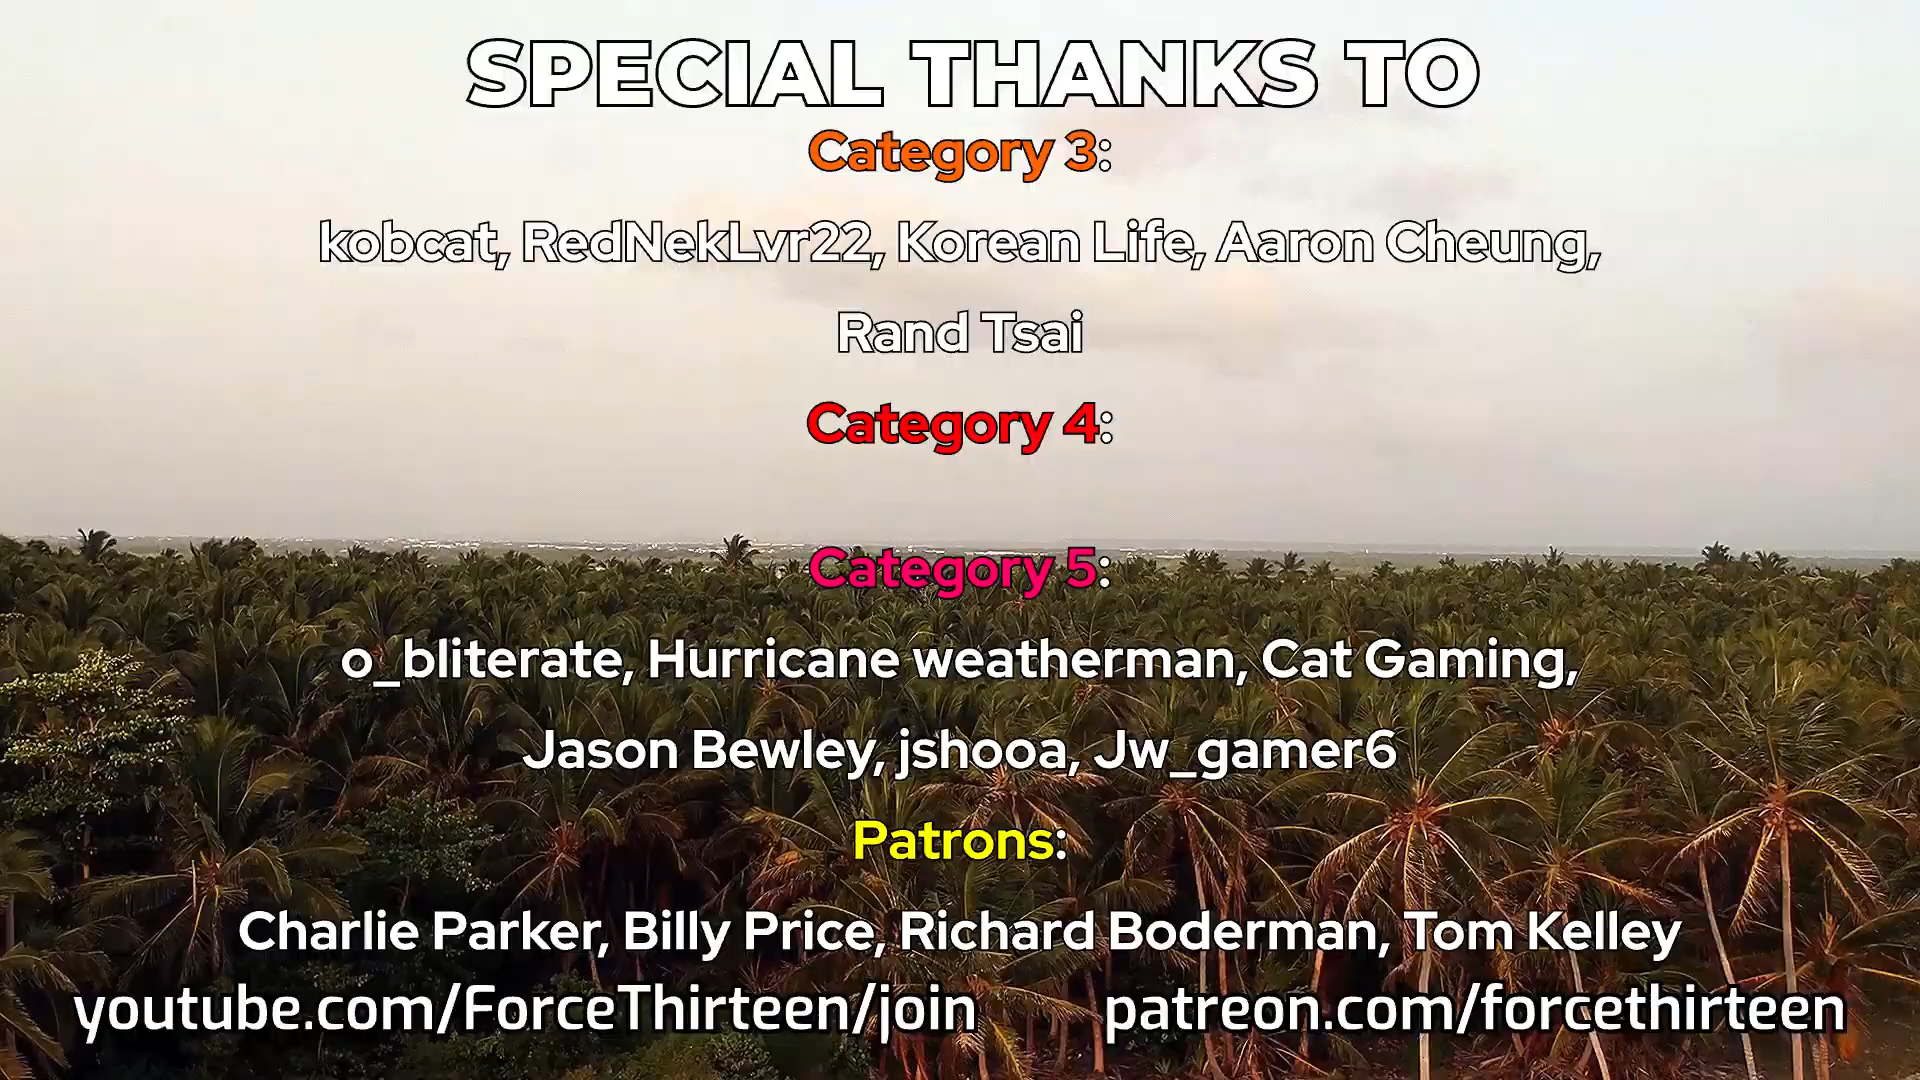 SPECIAL THANKS TO
Category 3:
kobcat, RedNekLvr22, Korean Life, Aaron Cheung,
Rand Tsai
Category 4:
Category 5:
o_bliterate, Hurricane weatherman, Cat Gaming,
Jason Bewley, jshooa, Jw_gamer6
Patrons:
Charlie Parker, Billy Price, Richard Boderman, Tom Kelley
youtube.com/ForceThirteen/join patreon.com/forcethirteen